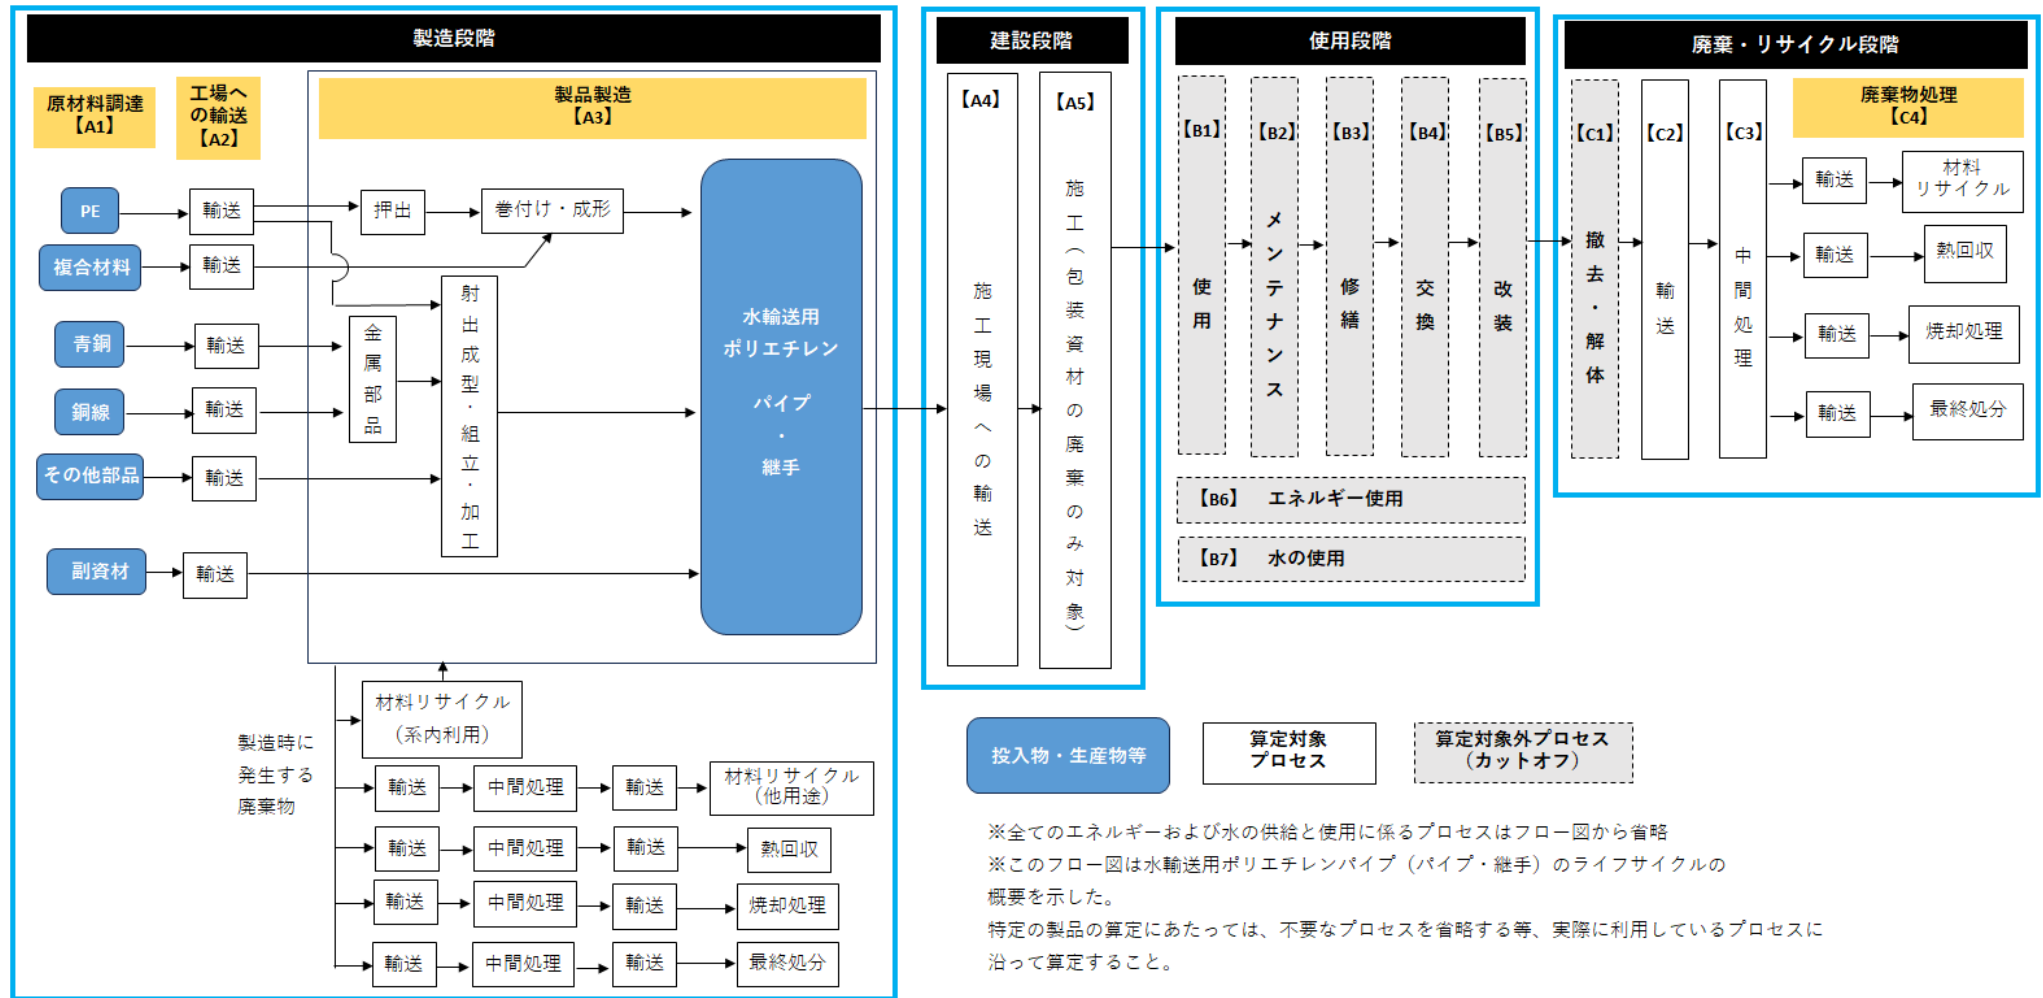 製造段階
原材料調達
【A1】
工場へ
の輸送
【A2】
製品製造
【A3】
PE
輸送
押出
巻付け・成形
複合材料
輸送
青銅
輸送
金属部品
射出成型・組立・加工
銅線
輸送
その他部品
輸送
副資材
輸送
水輸送用
ポリエチレン
パイプ
・
継手
製造時に
発生する
廃棄物
材料リサイクル
（系内利用）
輸送
中間処理
輸送
材料リサイクル
（他用途）
輸送
中間処理
輸送
熱回収
輸送
中間処理
輸送
焼却処理
輸送
中間処理
輸送
最終処分
建設段階
【A4】
施工現場への輸送
【A5】
施工（包装資材の廃棄のみ対象）
使用段階
【B1】
使用
【B2】
メンテナンス
【B3】
修繕
【B4】
交換
【B5】
改装
【B6】　エネルギー使用
【B7】　水の使用
廃棄・リサイクル段階
【C1】
撤去・解体
【C2】
輸送
【C3】
中間処理
廃棄物処理
【C4】
輸送
材料
リサイクル
輸送
熱回収
輸送
焼却処理
輸送
最終処分
投入物・生産物等
算定対象
プロセス
算定対象外プロセス
（カットオフ）
※全てのエネルギーおよび水の供給と使用に係るプロセスはフロー図から省略
※このフロー図は水輸送用ポリエチレンパイプ（パイプ・継手）のライフサイクルの
概要を示した。
特定の製品の算定にあたっては、不要なプロセスを省略する等、実際に利用しているプロセスに
沿って算定すること。